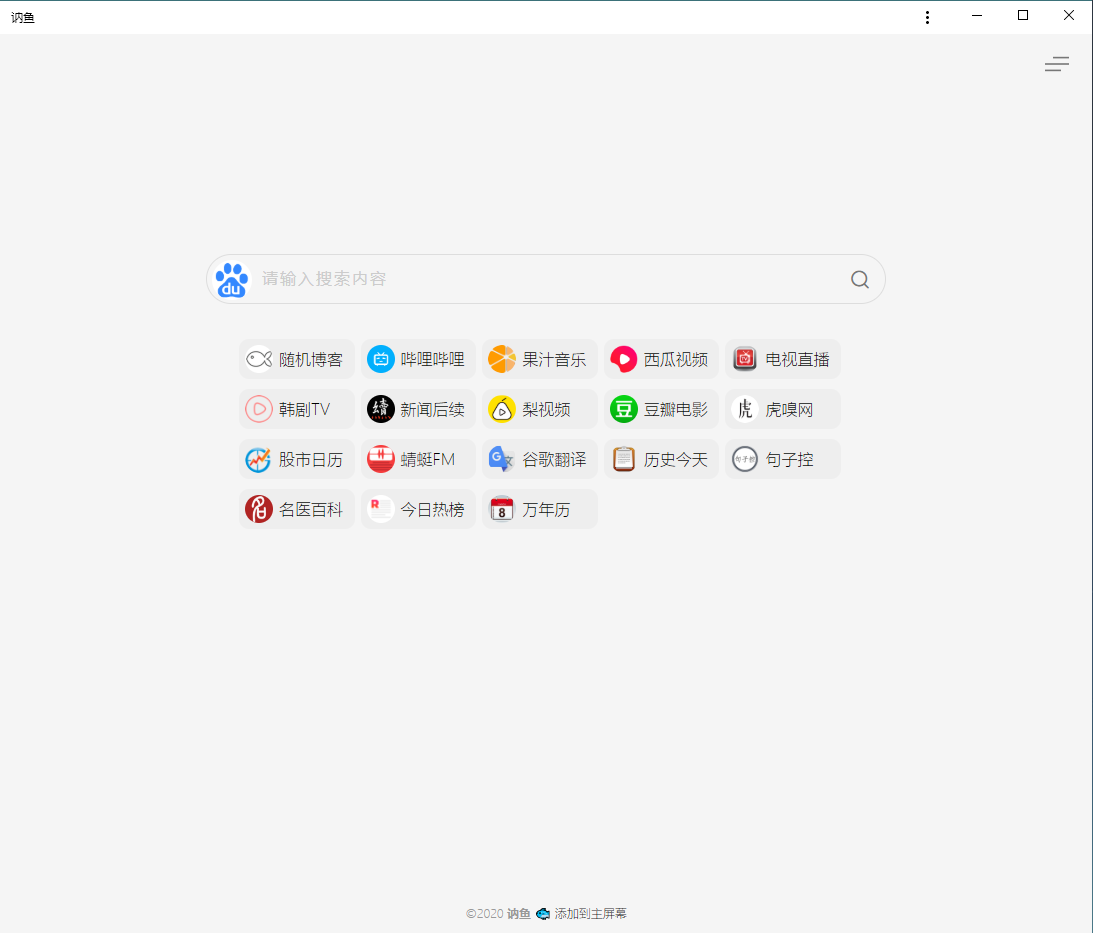 讷鱼
du
请输入搜索内容
随机博客 哔哩哔哩 果汁音乐 西瓜视频 电视直播
韩剧TV 新闻后续 梨视频 豆瓣电影 虎嗅网
股市日历 蜻蜓FM 谷歌翻译 历史今天 句子控
名医百科 今日热榜 万年历
©2020 讷鱼 添加到主屏幕